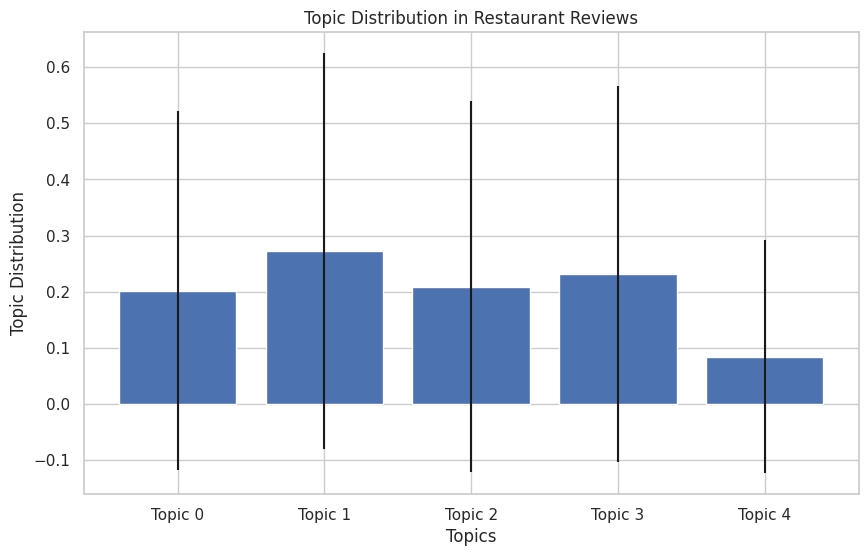 Topic Distribution in Restaurant Reviews
Topic Distribution
0.6
0.5
0.4
0.3
0.2
0.1
0.0
−0.1
Topic 0 Topic 1 Topic 2 Topic 3 Topic 4
Topics